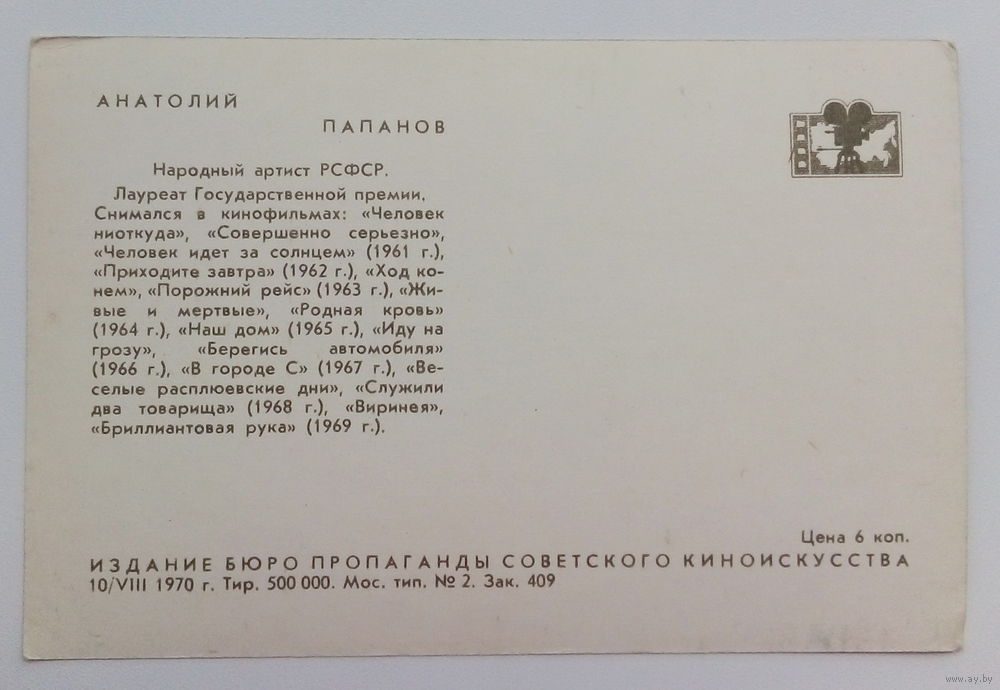 АНАТОЛИЙ
ПАПАНОВ
Народный артист РСФСР.
Лауреат Государственной премии.
Снимался в кинофильмах: «Человек
ниоткуда», «Совершенно серьезно»,
«Человек идет за солнцем» (1961 г.),
«Приходите завтра» (1962 г.), «Ход ко-
нем», «Порожний рейс» (1963 г.), «Жи-
вые и мертвые», «Родная кровь»
(1964 г.), «Наш дом» (1965 г.), «Иду на
грозу», «Берегись автомобиля»
(1966 г.), «В городе С» (1967 г.), «Ве-
селые расплюевские дни», «Служили
два товарища» (1968 г.), «Виринея»,
«Бриллиантовая рука» (1969 г.).
Цена 6 коп.
ИЗДАНИЕ БЮРО ПРОПАГАНДЫ СОВЕТСКОГО КИНОИСКУССТВА
10/VIII 1970 г. Тир. 500 000. Мос. тип. № 2. Зак. 409
www.ay.by